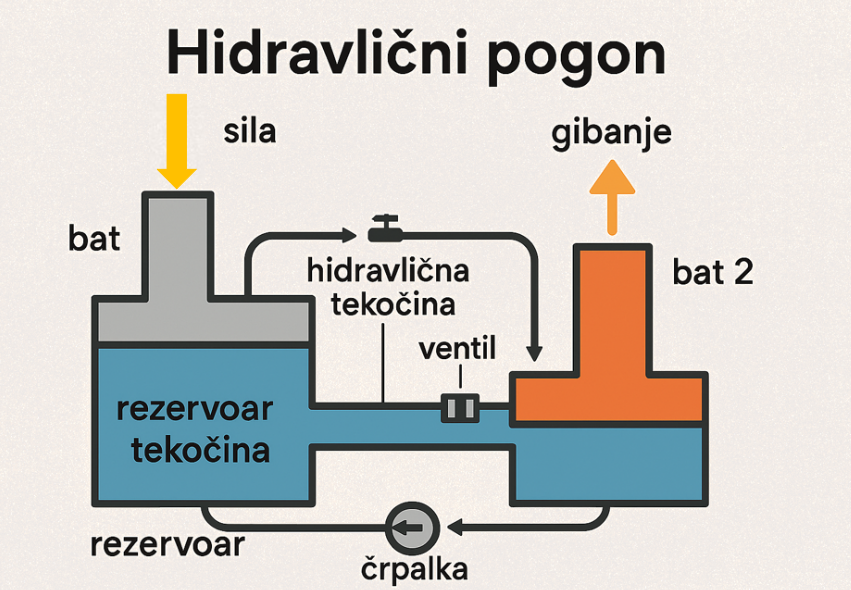 Hidravlični pogon
sila
gibanje
bat
bat 2
hidravlična
tekočina
ventil
rezervoar
tekočina
rezervoar
črpalka